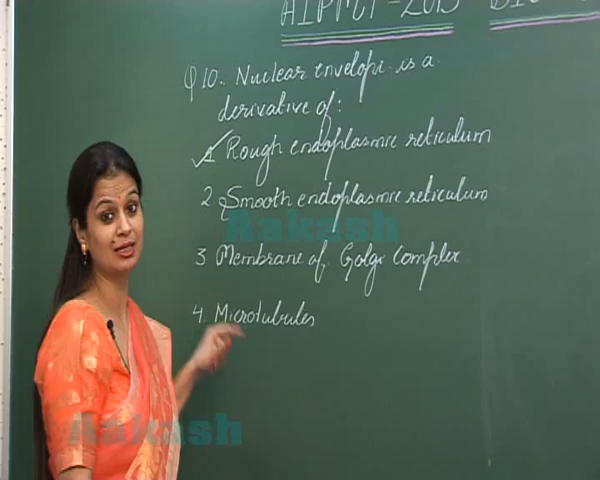 AIPMT-2015
Q10. Nuclear envelope is a
derivative of:
1. Rough endoplasmic reticulum
2. Smooth endoplasmic reticulum
Aakash
3 Membrane of Golgi Complex
4. Microtubules
Aakash